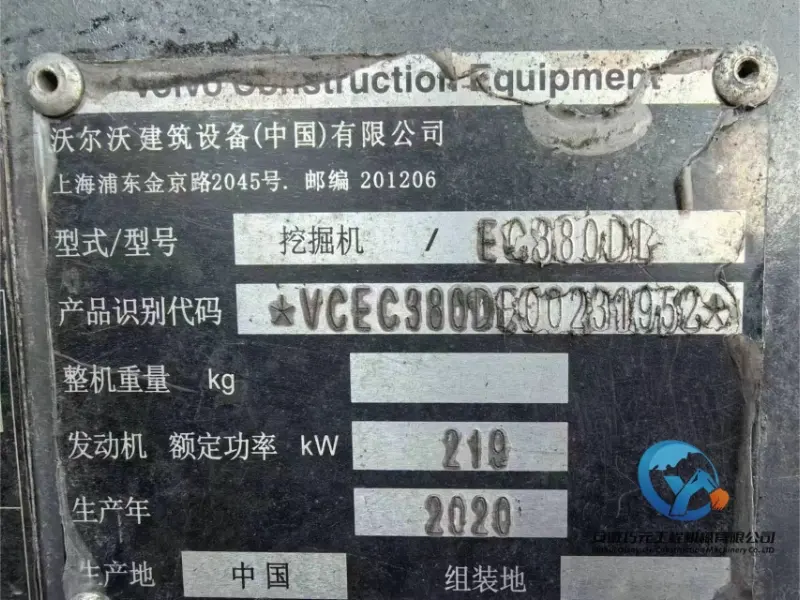 Volvo Construction Equipment
沃尔沃建筑设备(中国)有限公司
上海浦东金京路2045号. 邮编 201206
型式/型号 挖掘机 / EC380DL
产品识别代码 *VCEC380DE00231952*
整机重量 kg
发动机 额定功率 kW 219
生产年 2020
生产地 中国 组装地